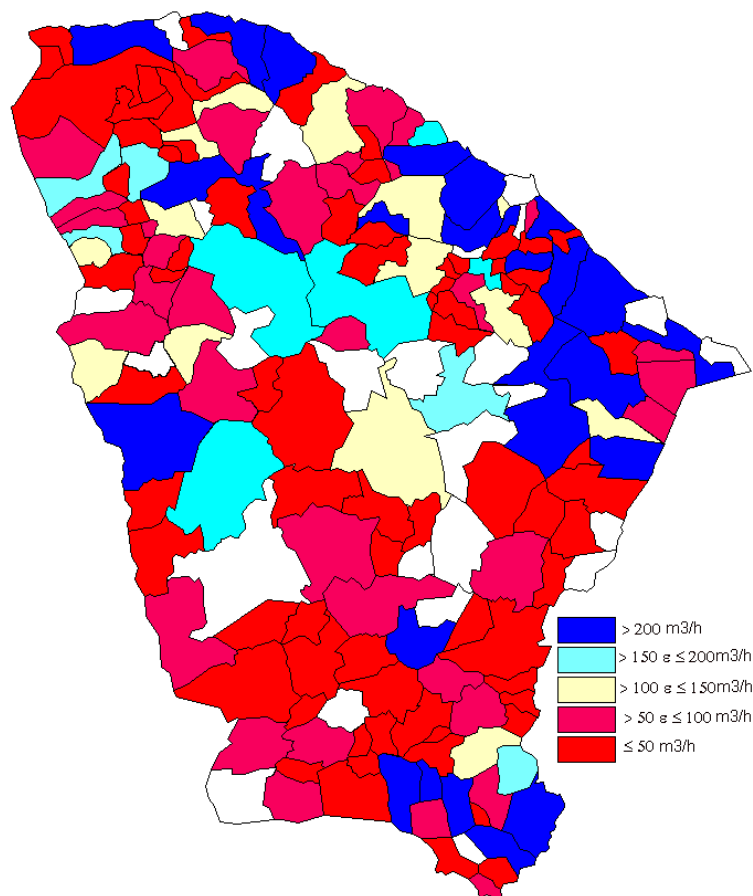 > 200 m3/h
> 150 e ≤ 200m3/h
> 100 e ≤ 150m3/h
> 50 e ≤ 100 m3/h
≤ 50 m3/h